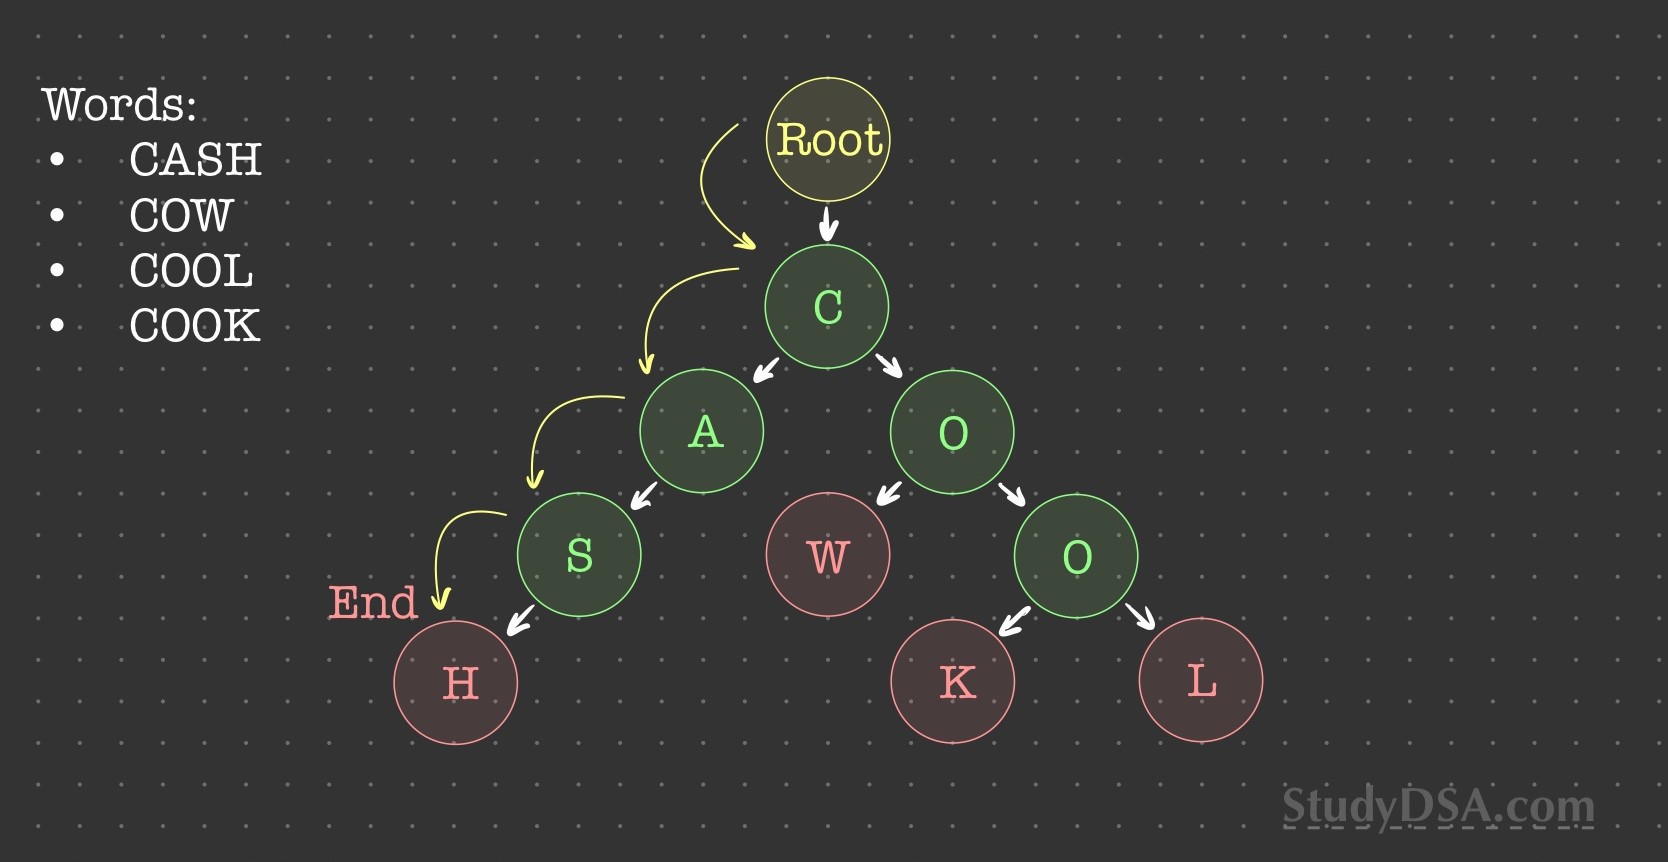 Words:
• CASH
• COW
• COOL
• COOK
Root
C
A
O
S
W
O
End
H
K
L
StudyDSA.com